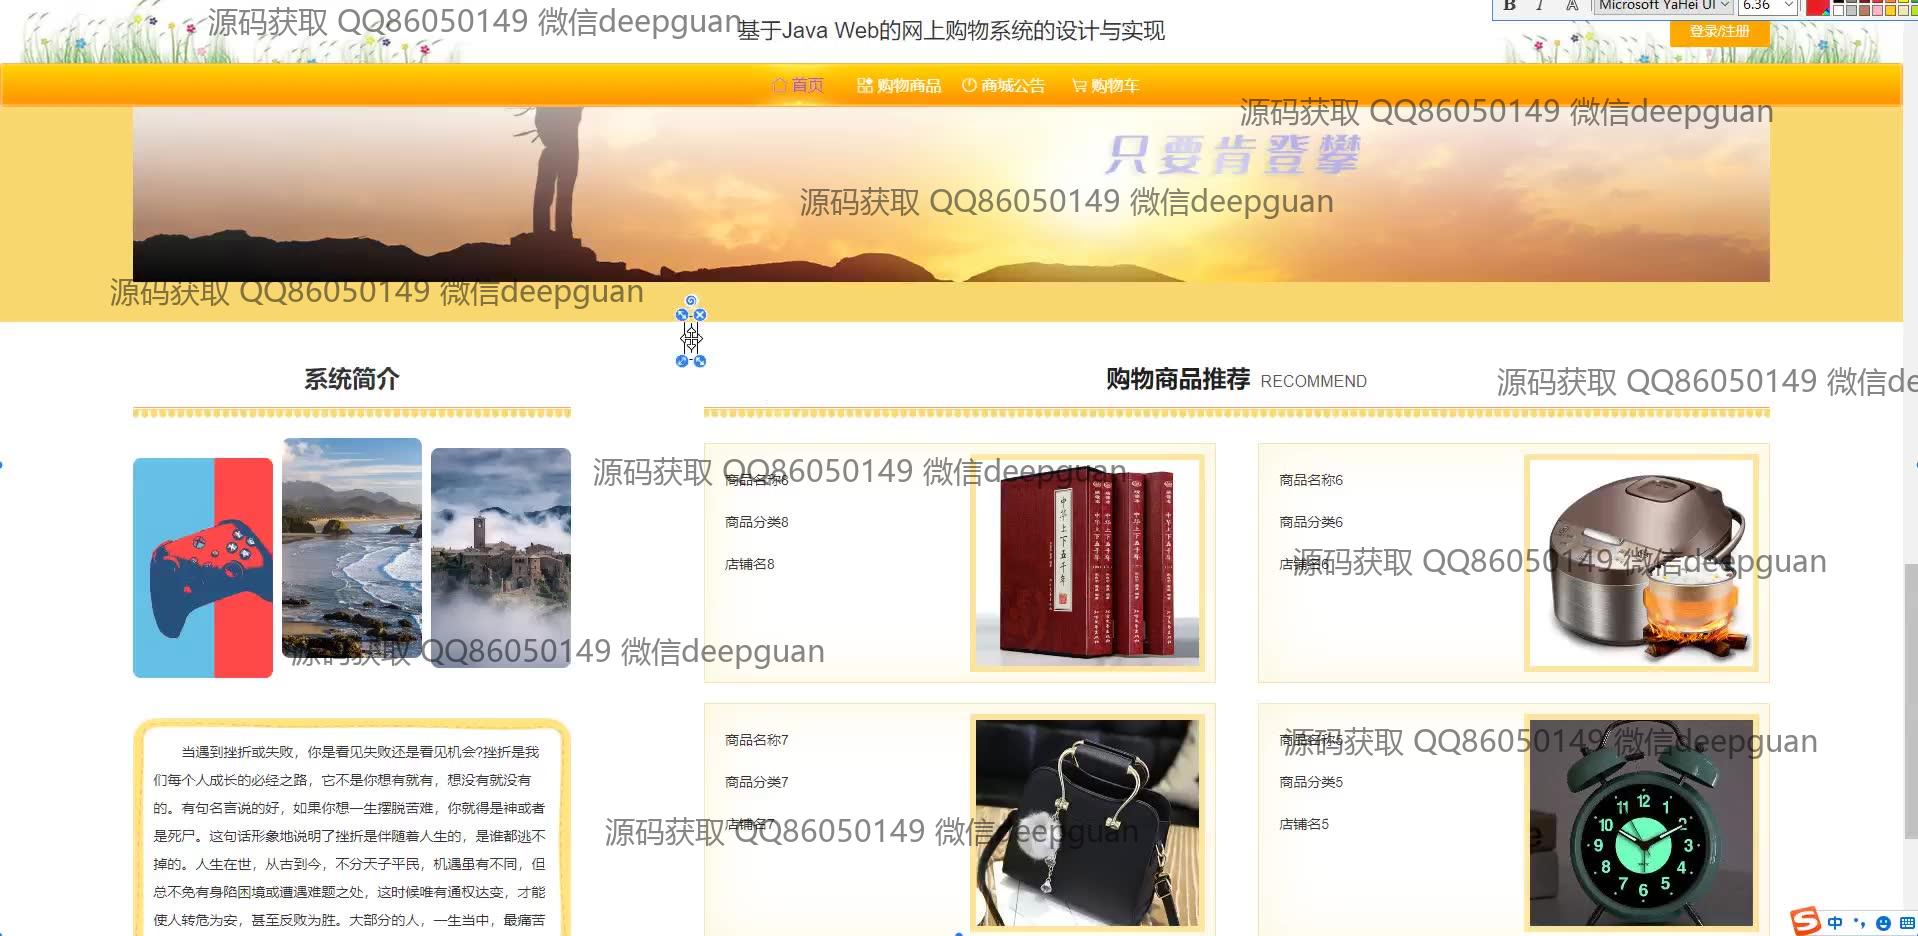 源码获取 QQ86050149 微信deepguan
基于Java Web的网上购物系统的设计与实现
B I A Microsoft YaHei UI 6.36
登录/注册
首页 购物商品 商城公告 购物车
源码获取 QQ86050149 微信deepguan
只要肯登攀
源码获取 QQ86050149 微信deepguan
源码获取 QQ86050149 微信deepguan
系统简介
购物商品推荐 RECOMMEND
源码获取 QQ86050149 微信de
源码获取 QQ86050149 微信deepguan
商品名称8
商品分类8
店铺名8
中华上下五千年
商品名称6
商品分类6
店铺名6
源码获取 QQ86050149 微信deepguan
源码获取 QQ86050149 微信deepguan
商品名称7
商品分类7
店铺名7
源码获取 QQ86050149 微信deepguan
商品名称5
商品分类5
店铺名5
源码获取 QQ86050149 微信deepguan
12 1 2 3 4 5 6 7 8 9 10 11
当遇到挫折或失败，你是看见失败还是看见机会?挫折是我
们每个人成长的必经之路，它不是你想有就有，想没有就没有
的。有句名言说的好，如果你想一生摆脱苦难，你就得是神或者
是死尸。这句话形象地说明了挫折是伴随着人生的，是谁都逃不
掉的。人生在世，从古到今，不分天子平民，机遇虽有不同，但
总不免有身陷困境或遭遇难题之处，这时候唯有通权达变，才能
使人转危为安，甚至反败为胜。大部分的人，一生当中，最痛苦
中